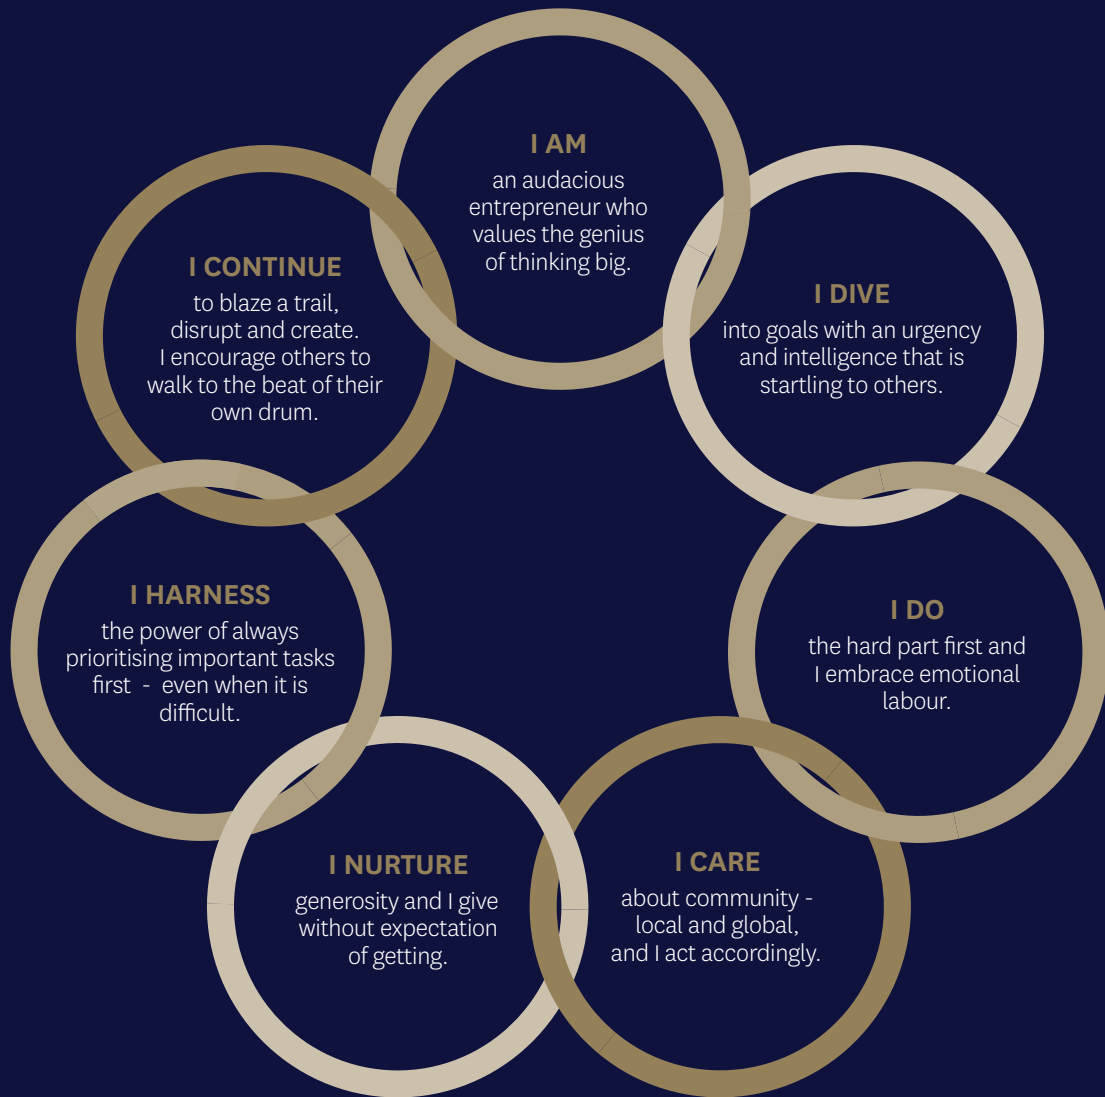 I AM
an audacious
entrepreneur who
values the genius
of thinking big.
I DIVE
into goals with an urgency
and intelligence that is
startling to others.
I DO
the hard part first and
I embrace emotional
labour.
I CARE
about community -
local and global,
and I act accordingly.
I NURTURE
generosity and I give
without expectation
of getting.
I HARNESS
the power of always
prioritising important tasks
first - even when it is
difficult.
I CONTINUE
to blaze a trail,
disrupt and create.
I encourage others to
walk to the beat of their
own drum.